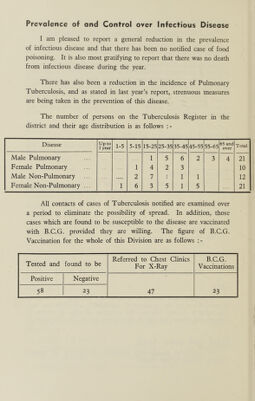 Prevalence of and Control over Infectious Disease
I am pleased to report a general reduction in the prevalence
of infectious disease and that there has been no notified case of food
poisoning. It is also most gratifying to report that there was no death
from infectious disease during the year.
There has also been a reduction in the incidence of Pulmonary
Tuberculosis, and as stated in last year's report, strenuous measures
are being taken in the prevention of this disease.
The number of persons on the Tuberculosis Register in the
district and their age distribution is as follows :-
Disease Up to 1 year 1-5 5-15 15-25 25-35 35-45 45-55 55-65 65 and over Total
Male Pulmonary ... 1 5 6 2 3 4 21
Female Pulmonary ... 1 4 2 3 10
Male Non-Pulmonary ... 2 7 1 1 12
Female Non-Pulmonary ... 1 6 3 5 1 5 21
All contacts of cases of Tuberculosis notified are examined over
a period to eliminate the possibility of spread. In addition, those
cases which are found to be susceptible to the disease are vaccinated
with B.C.G. provided they are willing. The figure of B.C.G.
Vaccination for the whole of this Division are as follows :-
Tested and found to be Referred to Chest Clinics For X-Ray B.C.G. Vaccinations
Positive Negative
58 23 47 23